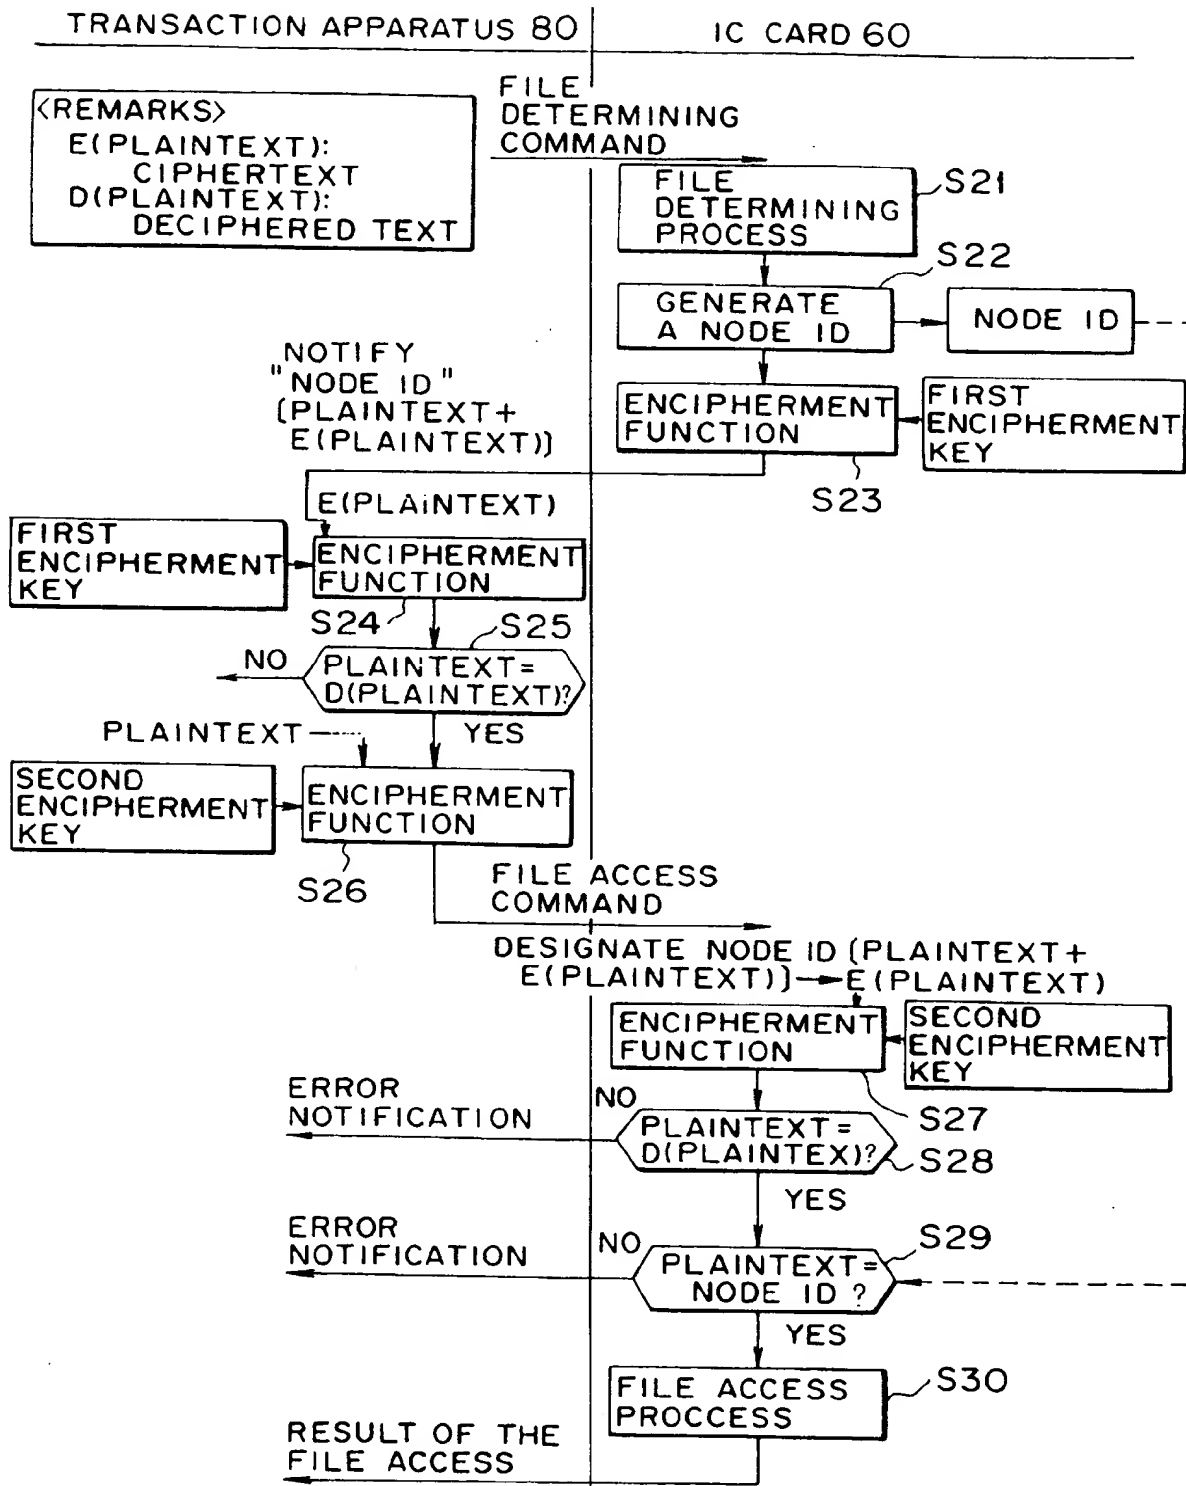 TRANSACTION APPARATUS 80
IC CARD 60
<REMARKS>
E(PLAINTEXT):
CIPHERTEXT
D(PLAINTEXT):
DECIPHERED TEXT
FILE
DETERMINING
COMMAND
FILE
DETERMINING
PROCESS
S21
S22
GENERATE
A NODE ID
NODE ID
NOTIFY
"NODE ID"
[PLAINTEXT+
E(PLAINTEXT)]
ENCIPHERMENT
FUNCTION
FIRST
ENCIPHERMENT
KEY
S23
E(PLAINTEXT)
FIRST
ENCIPHERMENT
KEY
ENCIPHERMENT
FUNCTION
S24
S25
NO
PLAINTEXT=
D(PLAINTEXT)?
YES
PLAINTEXT
SECOND
ENCIPHERMENT
KEY
ENCIPHERMENT
FUNCTION
S26
FILE ACCESS
COMMAND
DESIGNATE NODE ID [PLAINTEXT+
E(PLAINTEXT)] E(PLAINTEXT)
ENCIPHERMENT
FUNCTION
SECOND
ENCIPHERMENT
KEY
S27
ERROR
NOTIFICATION
NO
PLAINTEXT=
D(PLAINTEX)?
S28
YES
ERROR
NOTIFICATION
NO
S29
PLAINTEXT=
NODE ID ?
YES
FILE ACCESS
PROCCESS
S30
RESULT OF THE
FILE ACCESS